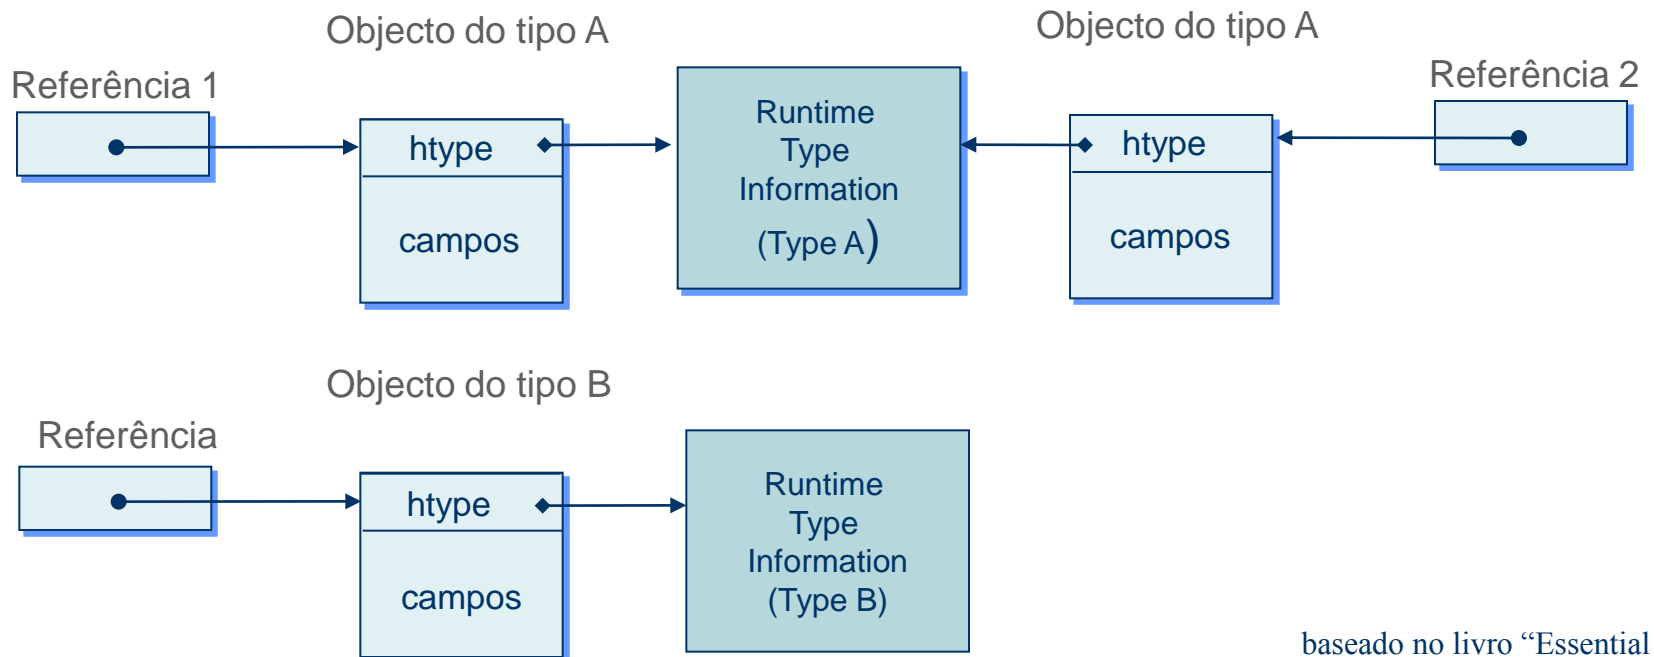 Objecto do tipo A
Objecto do tipo A
Referência 1
Referência 2
htype
campos
Runtime
Type
Information
(Type A)
htype
campos
Objecto do tipo B
Referência
htype
campos
Runtime
Type
Information
(Type B)
baseado no livro “Essential